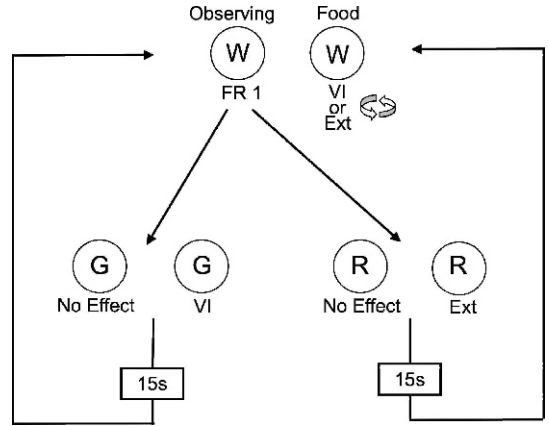 Observing Food
W W
FR 1 VI
or
Ext
G G R R
No Effect VI No Effect Ext
15s 15s